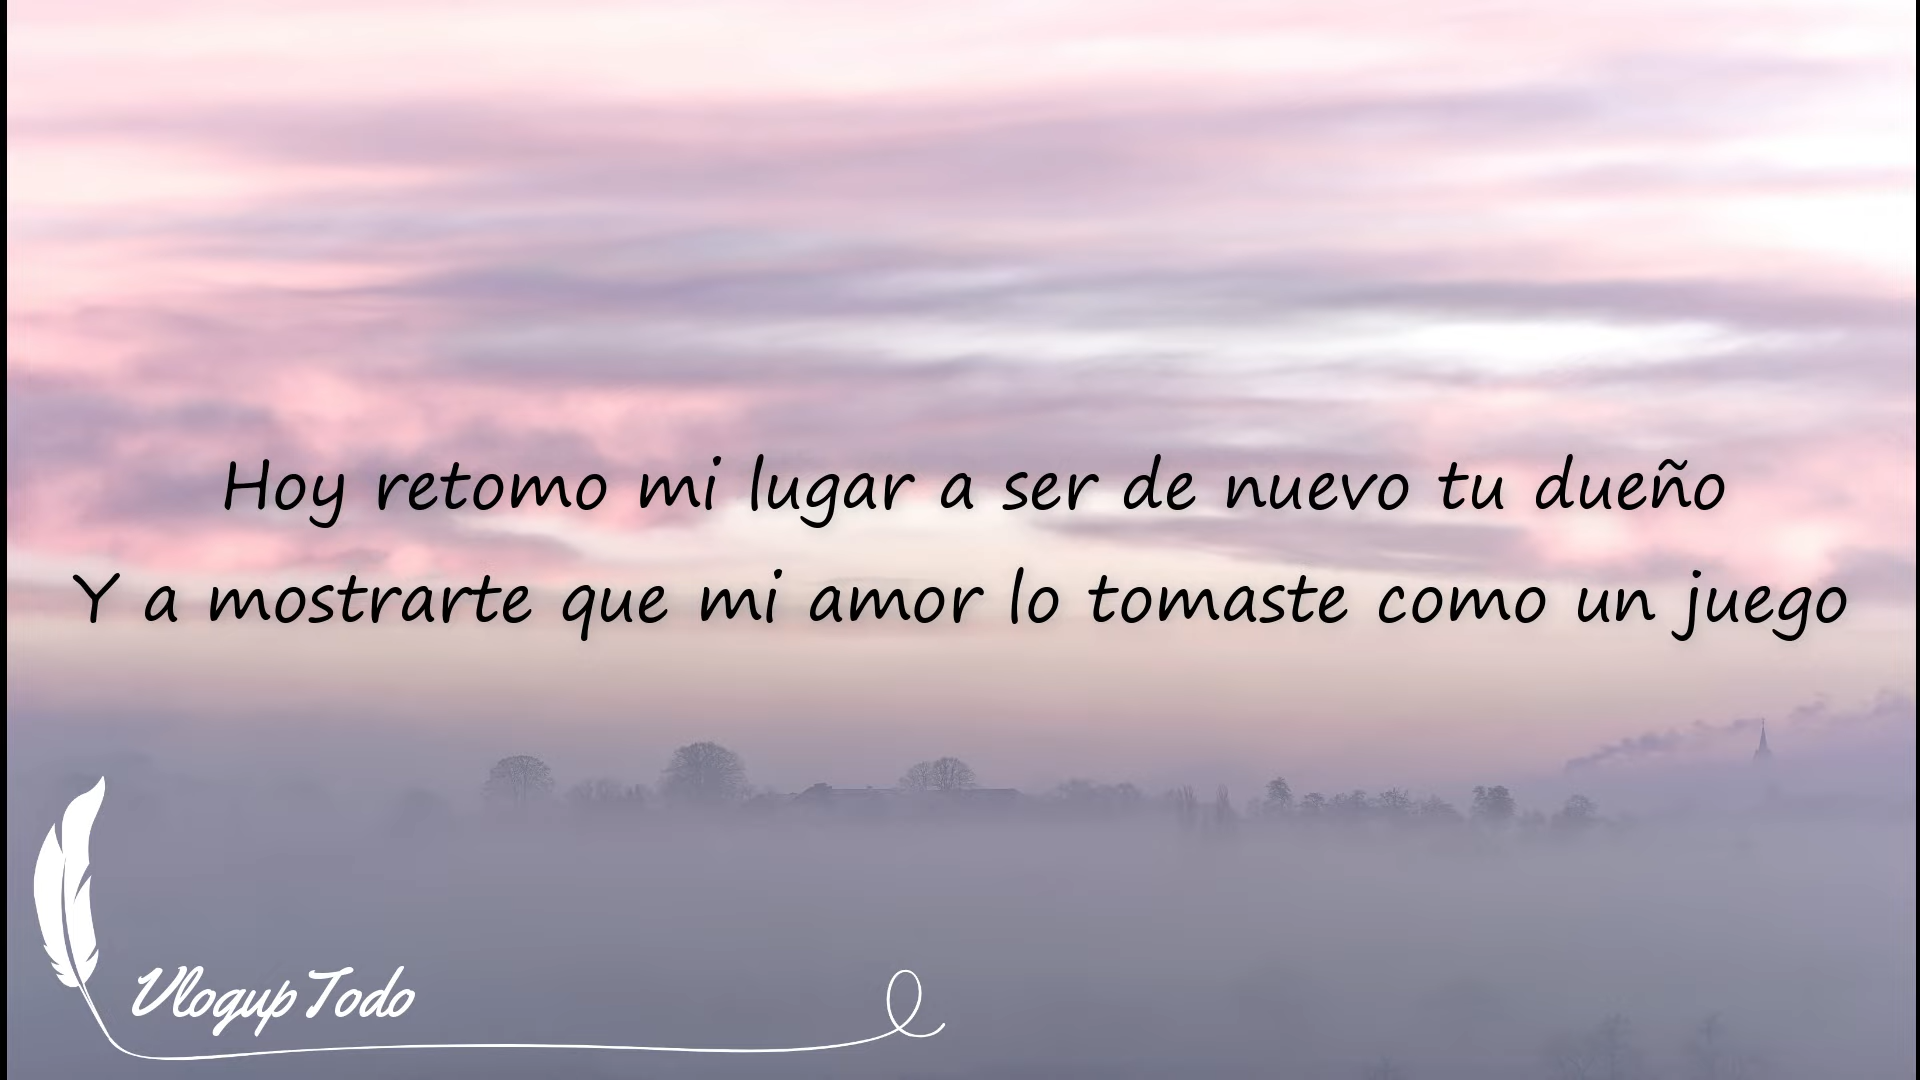 Hoy retomo mi lugar a ser de nuevo tu dueño
Y a mostrarte que mi amor lo tomaste como un juego
Vlogup Todo